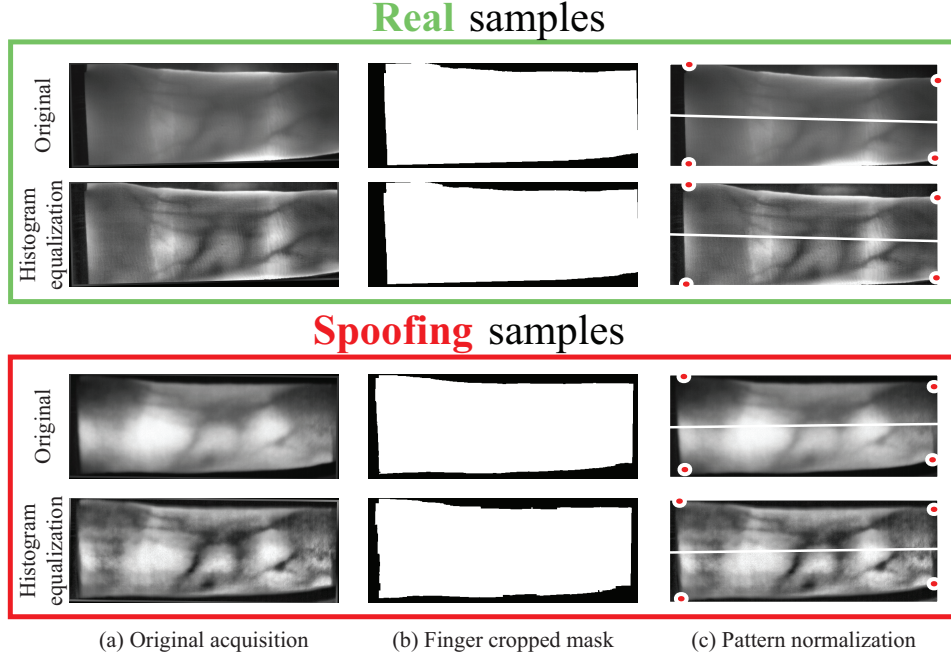 Real samples
Original
Histogram
equalization
Spoofing samples
Original
Histogram
equalization
(a) Original acquisition
(b) Finger cropped mask
(c) Pattern normalization